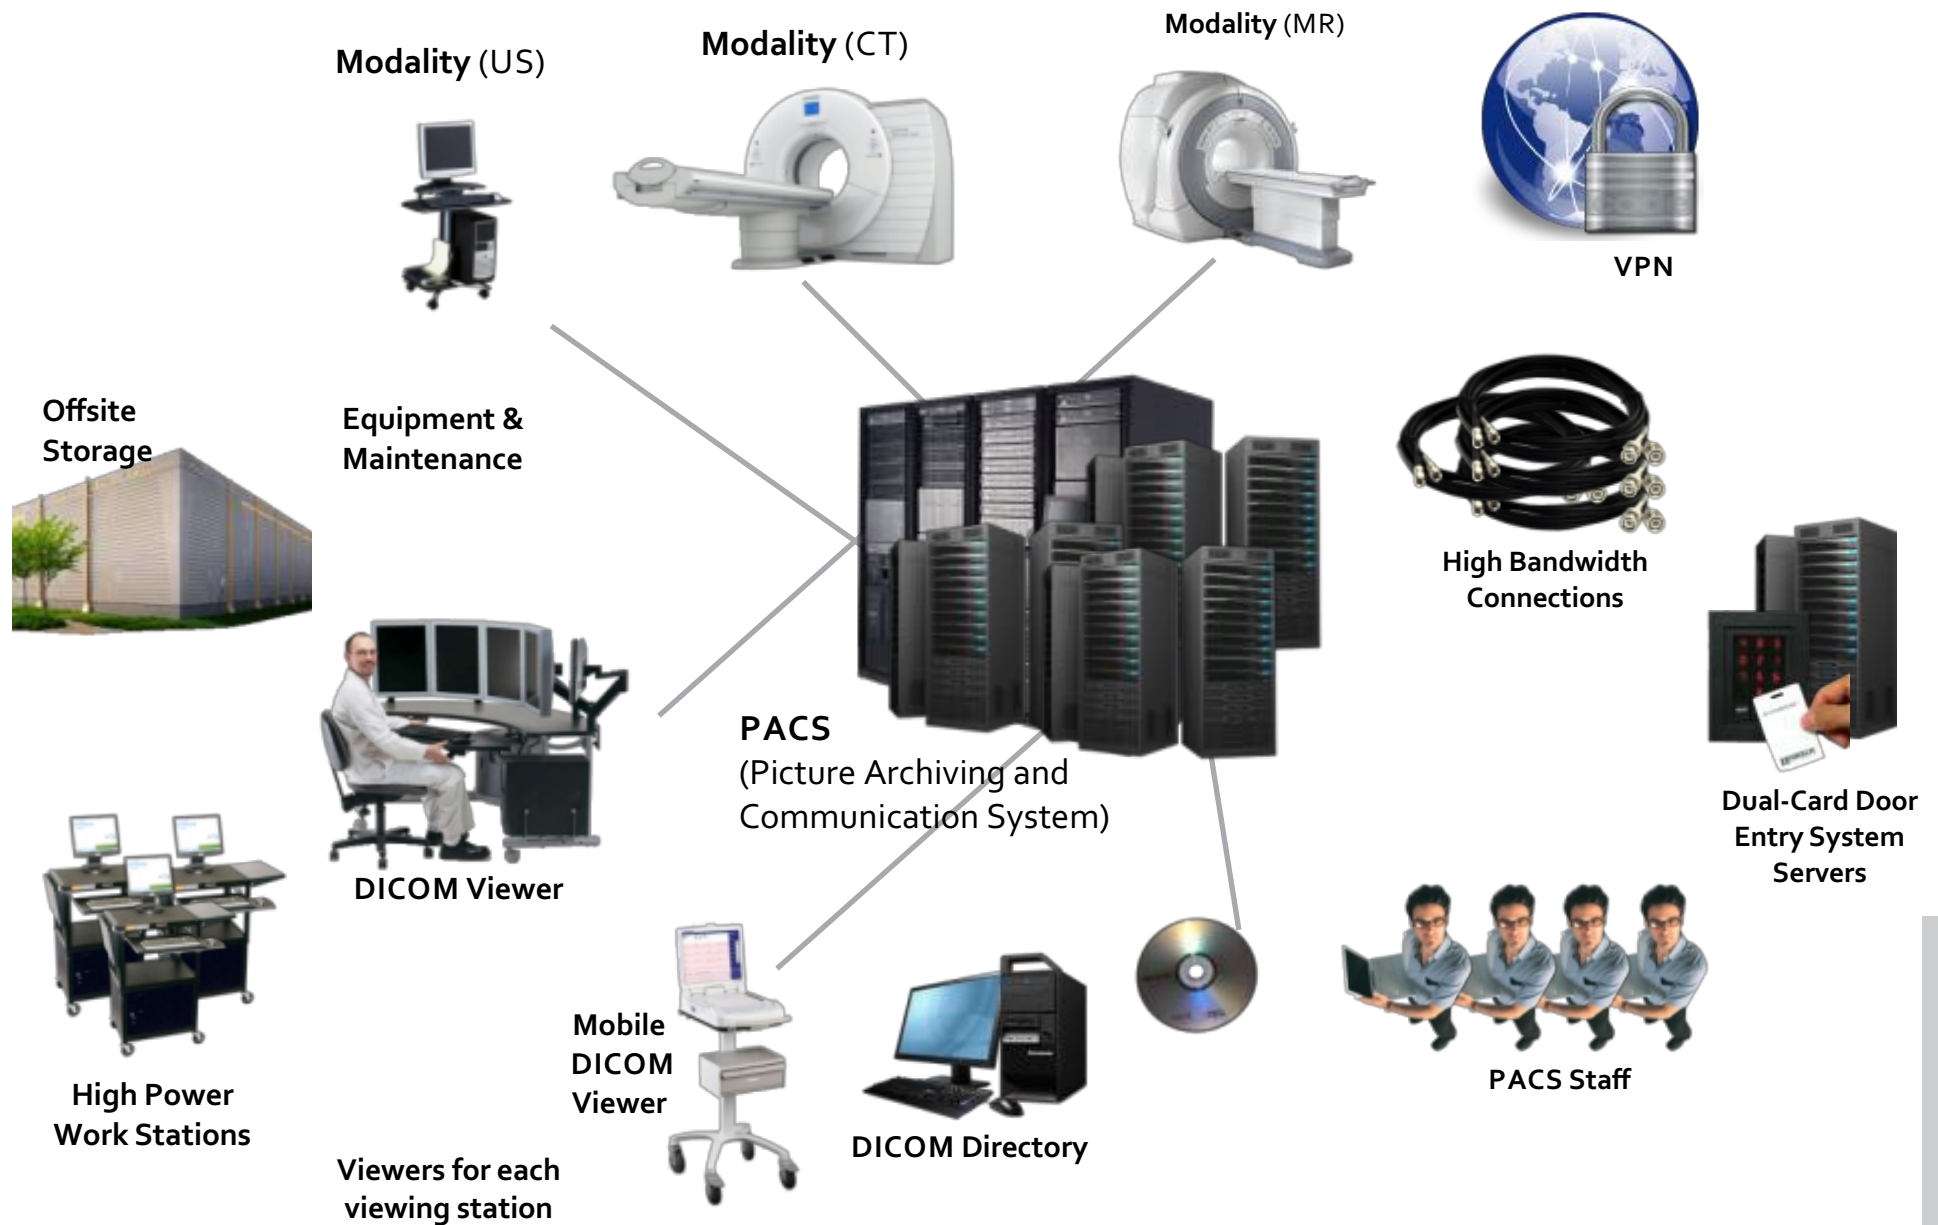 Modality (US)
Modality (CT)
Modality (MR)
VPN
Offsite
Storage
Equipment &
Maintenance
High Bandwidth
Connections
PACS
(Picture Archiving and
Communication System)
Dual-Card Door
Entry System
Servers
DICOM Viewer
Mobile
DICOM
Viewer
High Power
Work Stations
DICOM Directory
PACS Staff
Viewers for each
viewing station